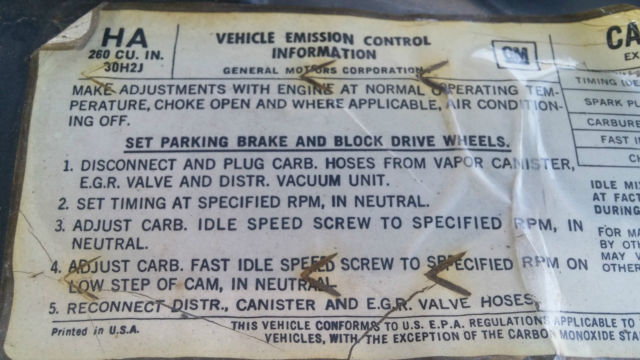 HA
260 CU. IN.
30H2J
VEHICLE EMISSION CONTROL
INFORMATION
GENERAL MOTORS CORPORATION
GM
CA
EX
MAKE ADJUSTMENTS WITH ENGINE AT NORMAL OPERATING TEM-
PERATURE, CHOKE OPEN AND WHERE APPLICABLE, AIR CONDITION-
ING OFF.
SET PARKING BRAKE AND BLOCK DRIVE WHEELS.
1. DISCONNECT AND PLUG CARB. HOSES FROM VAPOR CANISTER,
E.G.R. VALVE AND DISTR. VACUUM UNIT.
2. SET TIMING AT SPECIFIED RPM, IN NEUTRAL.
3. ADJUST CARB. IDLE SPEED SCREW TO SPECIFIED RPM, IN
NEUTRAL.
4. ADJUST CARB. FAST IDLE SPEED SCREW TO SPECIFIED RPM ON
LOW STEP OF CAM, IN NEUTRAL.
5. RECONNECT DISTR., CANISTER AND E.G.R. VALVE HOSES.
Printed in U.S.A.
THIS VEHICLE CONFORMS TO U.S. E.P.A. REGULATIONS APPLICABLE TO
VEHICLES, WITH THE EXCEPTION OF THE CARBON MONOXIDE STA
TIMING
SPARK PL
CARBURE
FAST I
C
IDLE MI
AT FACT
DURING
FOR MA
BY OTH
MAY V
OTHER